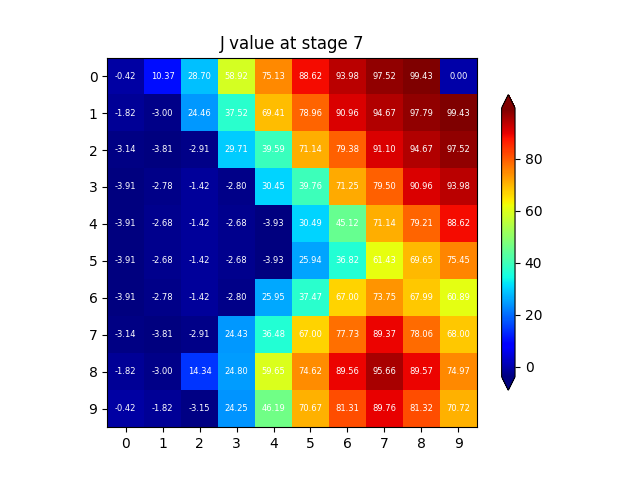 J value at stage 7
0 -0.42 10.37 28.70 58.92 75.13 88.62 93.98 97.52 99.43 0.00
1 -1.82 -3.00 24.46 37.52 69.41 78.96 90.96 94.67 97.79 99.43
2 -3.14 -3.81 -2.91 29.71 39.59 71.14 79.38 91.10 94.67 97.52
3 -3.91 -2.78 -1.42 -2.80 30.45 39.76 71.25 79.50 90.96 93.98
4 -3.91 -2.68 -1.42 -2.68 -3.93 30.49 45.12 71.14 79.21 88.62
5 -3.91 -2.68 -1.42 -2.68 -3.93 25.94 36.82 61.43 69.65 75.45
6 -3.91 -2.78 -1.42 -2.80 25.95 37.47 67.00 73.75 67.99 60.89
7 -3.14 -3.81 -2.91 24.43 36.48 67.00 77.73 89.37 78.06 68.00
8 -1.82 -3.00 14.34 24.80 59.65 74.62 89.56 95.66 89.57 74.97
9 -0.42 -1.82 -3.15 24.25 46.19 70.67 81.31 89.76 81.32 70.72
0 1 2 3 4 5 6 7 8 9
80
60
40
20
0